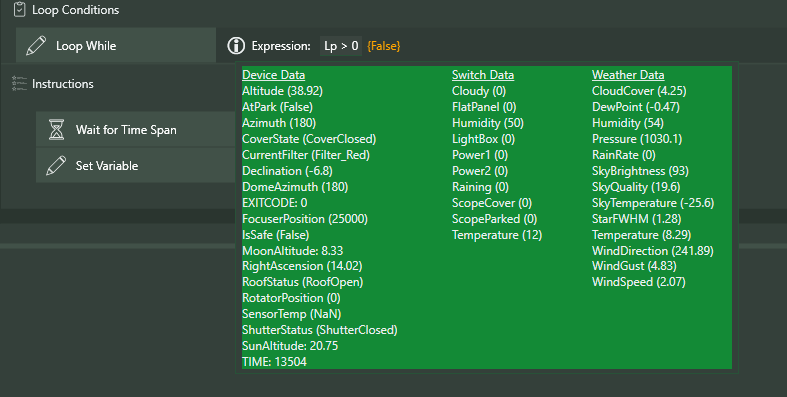 Loop Conditions
Loop While
Expression: Lp > 0 {False}
Instructions
Wait for Time Span
Set Variable
Device Data
Altitude (38.92)
AtPark (False)
Azimuth (180)
CoverState (CoverClosed)
CurrentFilter (Filter_Red)
Declination (-6.8)
DomeAzimuth (180)
EXITCODE: 0
FocuserPosition (25000)
IsSafe (False)
MoonAltitude: 8.33
RightAscension (14.02)
RoofStatus (RoofOpen)
RotatorPosition (0)
SensorTemp (NaN)
ShutterStatus (ShutterClosed)
SunAltitude: 20.75
TIME: 13504
Switch Data
Cloudy (0)
FlatPanel (0)
Humidity (50)
LightBox (0)
Power1 (0)
Power2 (0)
Raining (0)
ScopeCover (0)
ScopeParked (0)
Temperature (12)
Weather Data
CloudCover (4.25)
DewPoint (-0.47)
Humidity (54)
Pressure (1030.1)
RainRate (0)
SkyBrightness (93)
SkyQuality (19.6)
SkyTemperature (-25.6)
StarFWHM (1.28)
Temperature (8.29)
WindDirection (241.89)
WindGust (4.83)
WindSpeed (2.07)